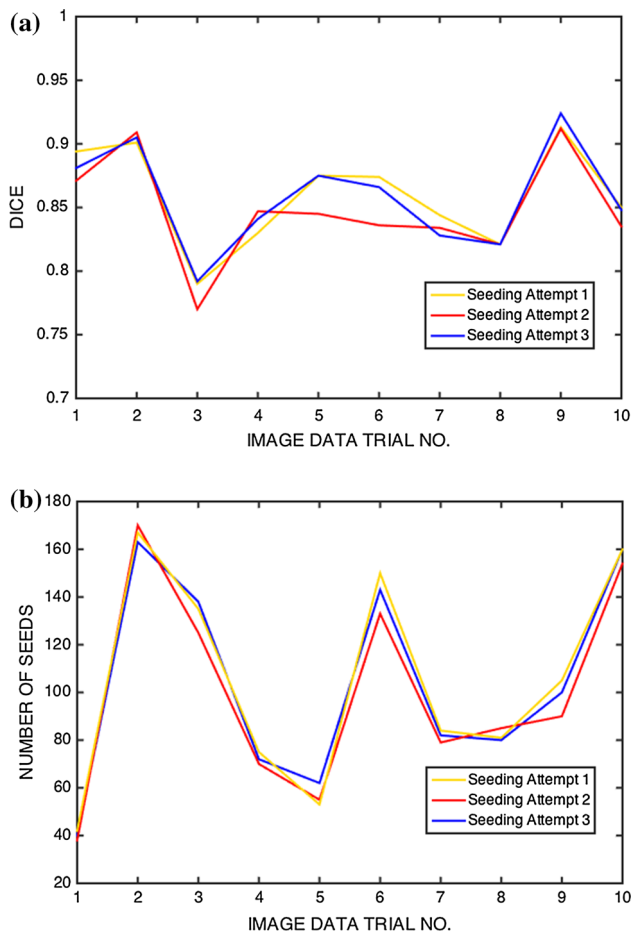 (a)
1
0.95
0.9
0.85
0.8
0.75
0.7
DICE
Seeding Attempt 1
Seeding Attempt 2
Seeding Attempt 3
1 2 3 4 5 6 7 8 9 10
IMAGE DATA TRIAL NO.
(b)
180
160
140
120
100
80
60
40
20
NUMBER OF SEEDS
Seeding Attempt 1
Seeding Attempt 2
Seeding Attempt 3
1 2 3 4 5 6 7 8 9 10
IMAGE DATA TRIAL NO.